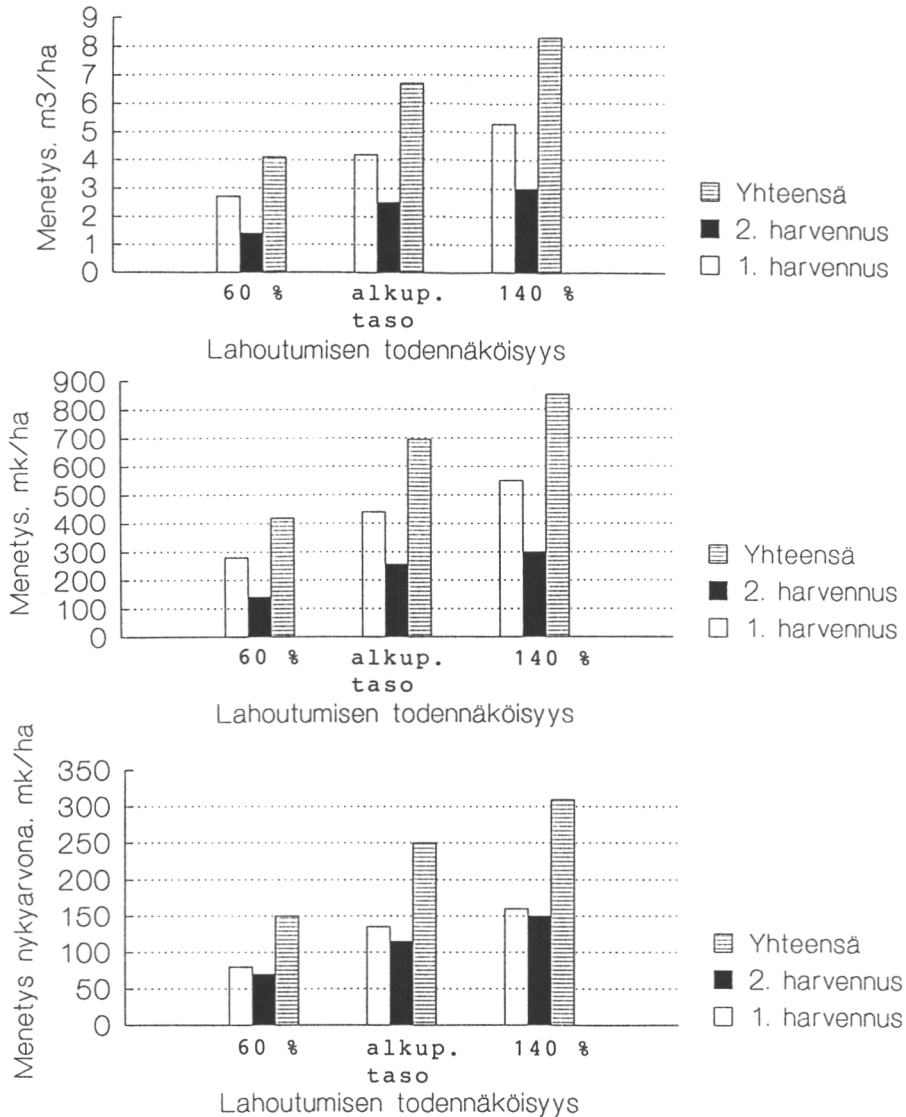 9
8
7
6
5
4
3
2
1
0
Menetys. m3/ha
60 % alkup. 140 %
taso
Lahoutumisen todennäköisyys
Yhteensä
2. harvennus
1. harvennus
900
800
700
600
500
400
300
200
100
0
Menetys. mk/ha
60 % alkup. 140 %
taso
Lahoutumisen todennäköisyys
Yhteensä
2. harvennus
1. harvennus
350
300
250
200
150
100
50
0
Menetys nykyarvona. mk/ha
60 % alkup. 140 %
taso
Lahoutumisen todennäköisyys
Yhteensä
2. harvennus
1. harvennus